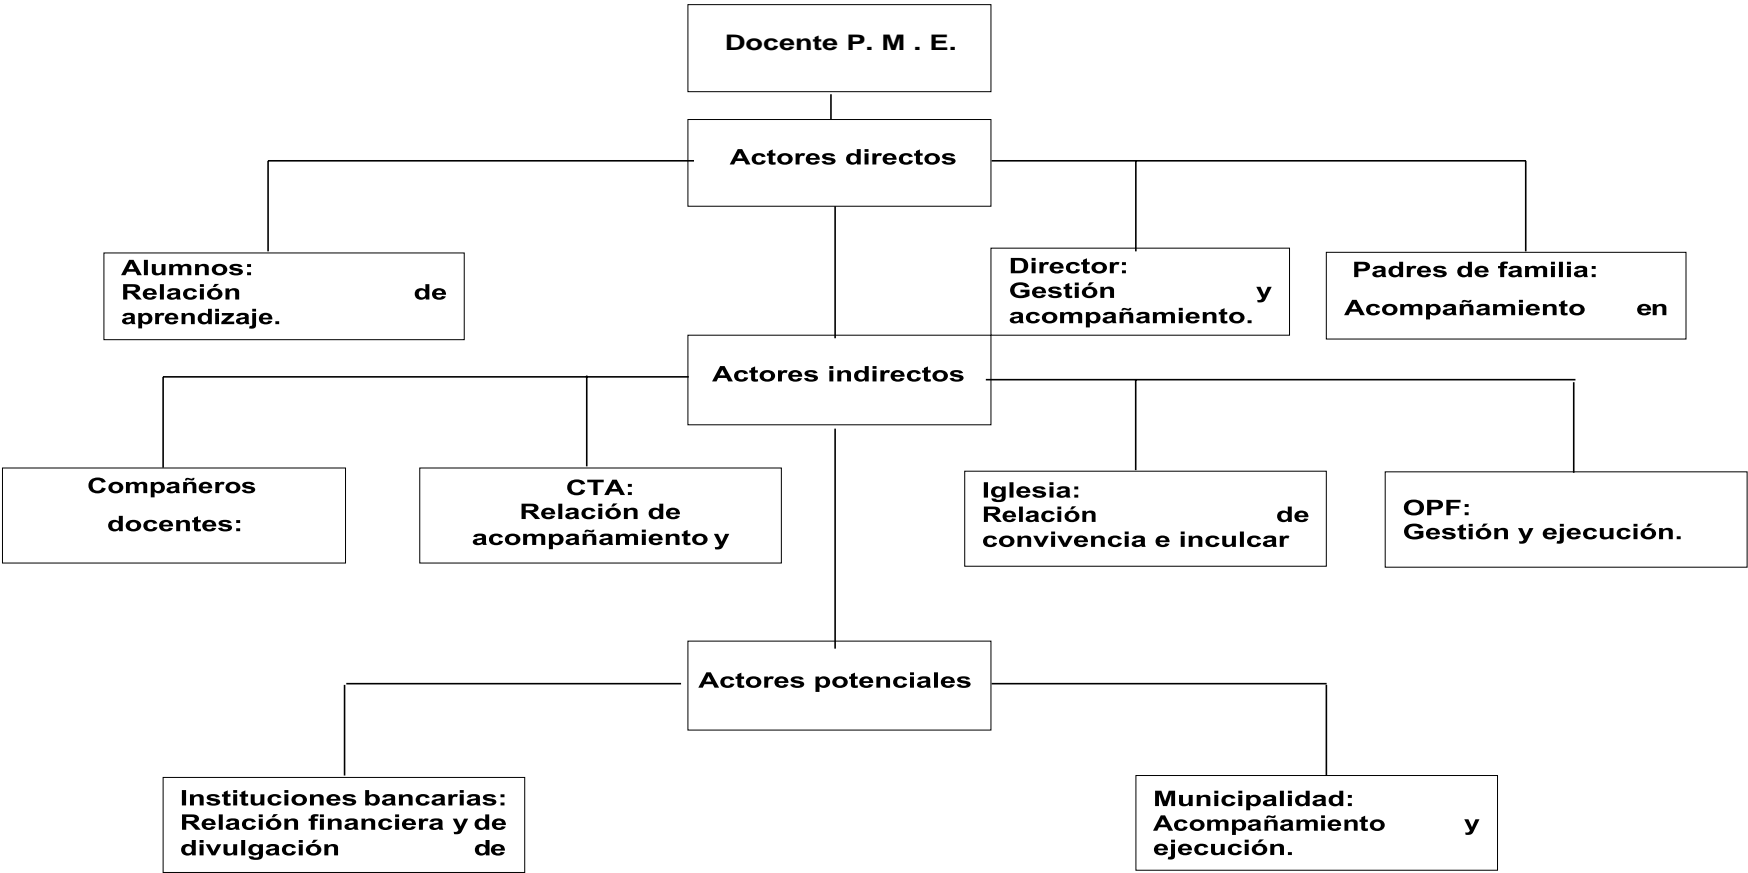 Docente P. M . E.
Actores directos
Alumnos:
Relación de
aprendizaje.
Director:
Gestión y
acompañamiento.
Padres de familia:
Acompañamiento en
Actores indirectos
Compañeros
docentes:
CTA:
Relación de
acompañamiento y
Iglesia:
Relación de
convivencia e inculcar
OPF:
Gestión y ejecución.
Actores potenciales
Instituciones bancarias:
Relación financiera y de
divulgación de
Municipalidad:
Acompañamiento y
ejecución.